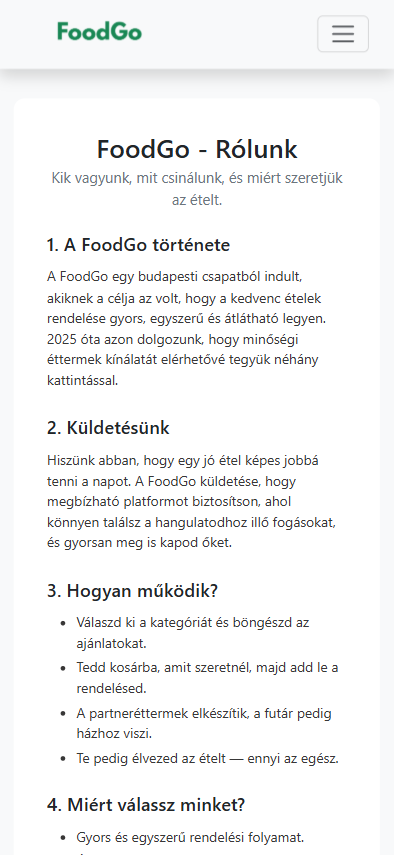 FoodGo
FoodGo - Rólunk
Kik vagyunk, mit csinálunk, és miért szeretjük
az ételt.
1. A FoodGo története
A FoodGo egy budapesti csapatból indult,
akiknek a célja az volt, hogy a kedvenc ételek
rendelése gyors, egyszerű és átlátható legyen.
2025 óta azon dolgozunk, hogy minőségi
éttermek kínálatát elérhetővé tegyük néhány
kattintással.
2. Küldetésünk
Hiszünk abban, hogy egy jó étel képes jobbá
tenni a napot. A FoodGo küldetése, hogy
megbízható platformot biztosítson, ahol
könnyen találsz a hangulatodhoz illő fogásokat,
és gyorsan meg is kapod őket.
3. Hogyan működik?
• Válaszd ki a kategóriát és böngészd az
ajánlatokat.
• Tedd kosárba, amit szeretnél, majd add le a
rendelésed.
• A partneréttermek elkészítik, a futár pedig
házhoz viszi.
• Te pedig élvezed az ételt — ennyi az egész.
4. Miért válassz minket?
• Gyors és egyszerű rendelési folyamat.